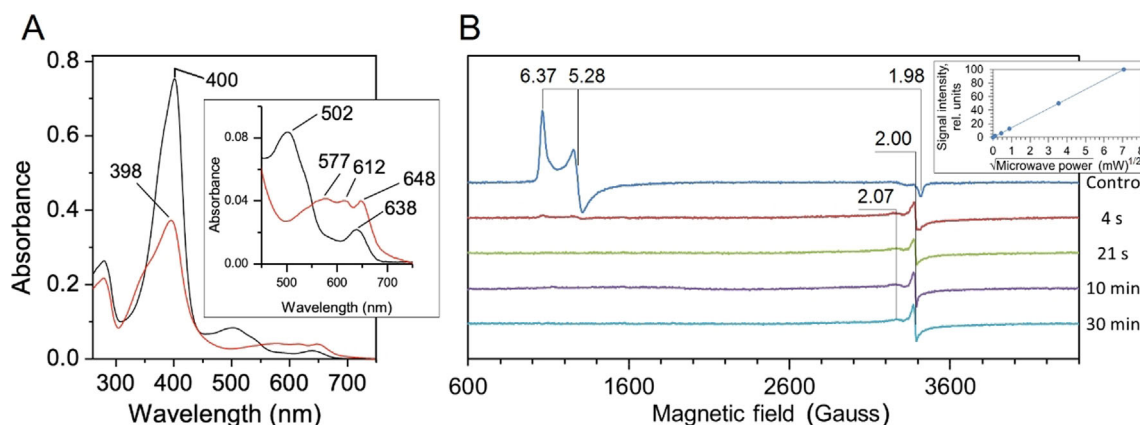 A
0.8
0.6
0.4
0.2
0.0
Absorbance
300 400 500 600 700
Wavelength (nm)
400
398
0.08
0.04
0.00
Absorbance
500 600 700
Wavelength (nm)
502
577
612
648
638
B
6.37 5.28 1.98
2.00
2.07
Signal intensity,
rel. units
100
80
60
40
20
0
0 1 2 3 4 5 6 7 8
√Microwave power (mW)1/2
Contro
4 s
21 s
10 min
30 min
600 1600 2600 3600
Magnetic field (Gauss)